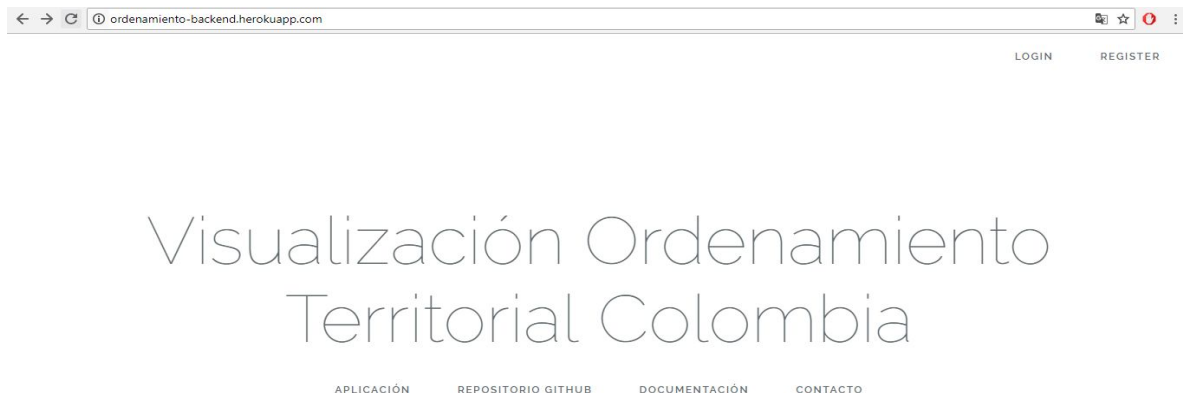 ordenamiento-backend.herokuapp.com
LOGIN REGISTER
Visualización Ordenamiento
Territorial Colombia
APLICACIÓN REPOSITORIO GITHUB DOCUMENTACIÓN CONTACTO